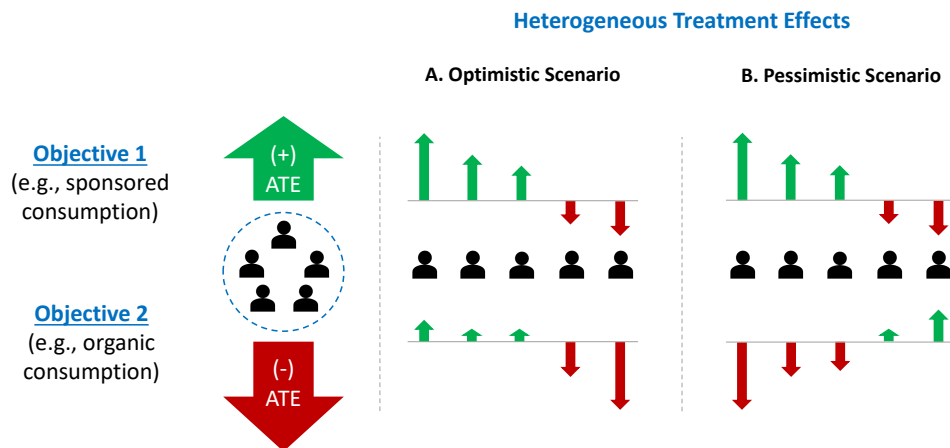 Heterogeneous Treatment Effects
A. Optimistic Scenario
B. Pessimistic Scenario
Objective 1
(e.g., sponsored
consumption)
(+)
ATE
Objective 2
(e.g., organic
consumption)
(-)
ATE